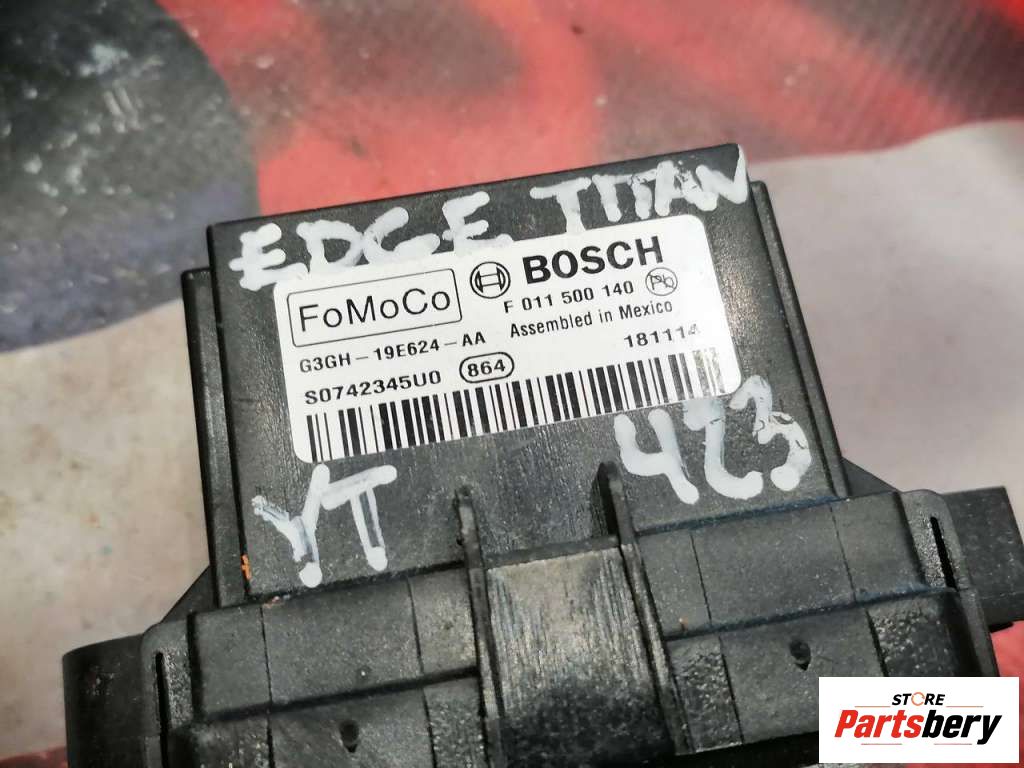 EDGE TITAN
FoMoCo
BOSCH
F 011 500 140 Pb
G3GH-19E624-AA
Assembled in Mexico
S0742345U0 864
181114
YT 423
STORE
Partsbery